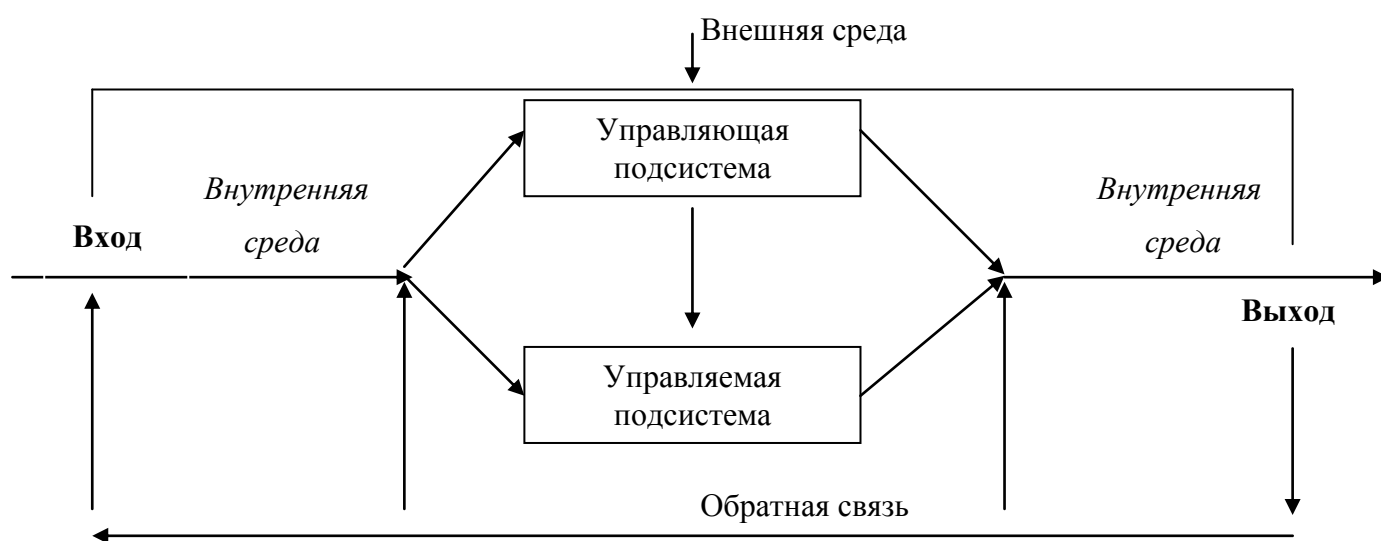 Внешняя среда
Управляющая
подсистема
Внутренняя
среда
Внутренняя
среда
Вход
Выход
Управляемая
подсистема
Обратная связь